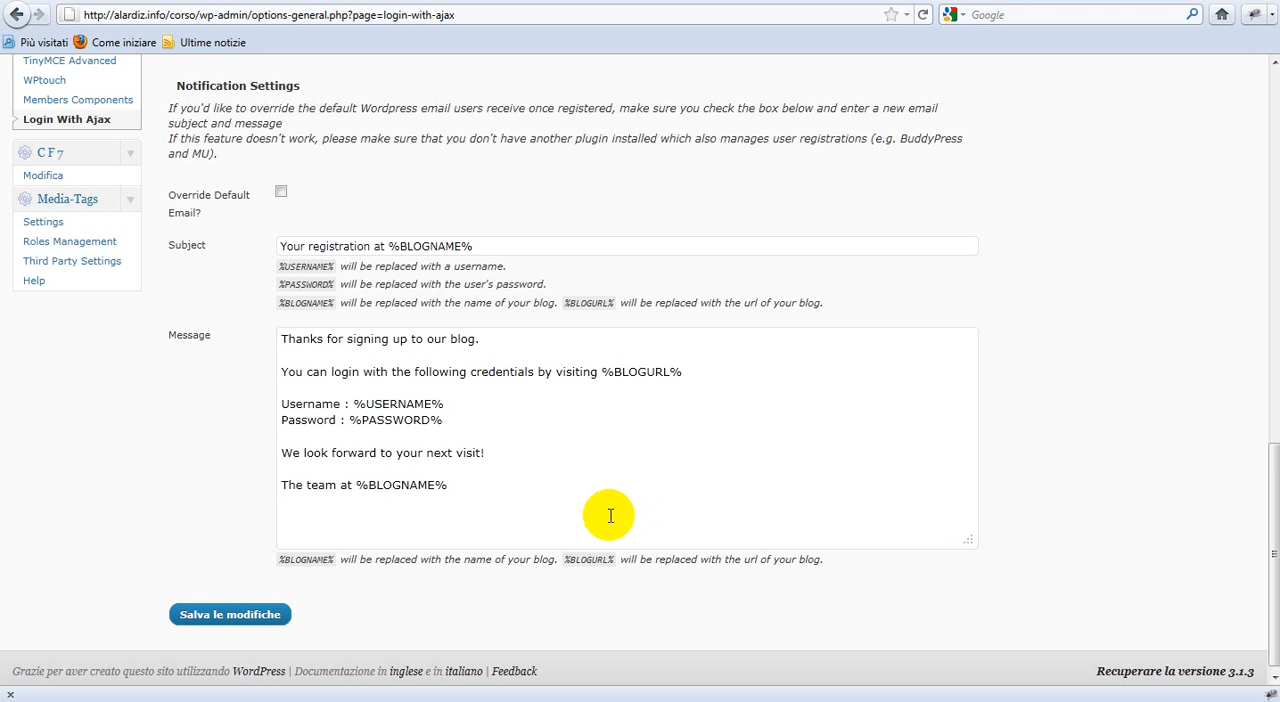 http://alardiz.info/corso/wp-admin/options-general.php?page=login-with-ajax
Google
Più visitati Come iniziare Ultime notizie
TinyMCE Advanced
WPtouch
Members Components
Login With Ajax
CF7
Modifica
Media-Tags
Settings
Roles Management
Third Party Settings
Help
Notification Settings
If you'd like to override the default Wordpress email users receive once registered, make sure you check the box below and enter a new email
subject and message
If this feature doesn't work, please make sure that you don't have another plugin installed which also manages user registrations (e.g. BuddyPress
and MU).
Override Default
Email?
Subject
Your registration at %BLOGNAME%
%USERNAME% will be replaced with a username.
%PASSWORD% will be replaced with the user's password.
%BLOGNAME% will be replaced with the name of your blog. %BLOGURL% will be replaced with the url of your blog.
Message
Thanks for signing up to our blog.
You can login with the following credentials by visiting %BLOGURL%
Username : %USERNAME%
Password : %PASSWORD%
We look forward to your next visit!
The team at %BLOGNAME%
%BLOGNAME% will be replaced with the name of your blog. %BLOGURL% will be replaced with the url of your blog.
Salva le modifiche
Grazie per aver creato questo sito utilizzando WordPress | Documentazione in inglese e in italiano | Feedback
Recuperare la versione 3.1.3